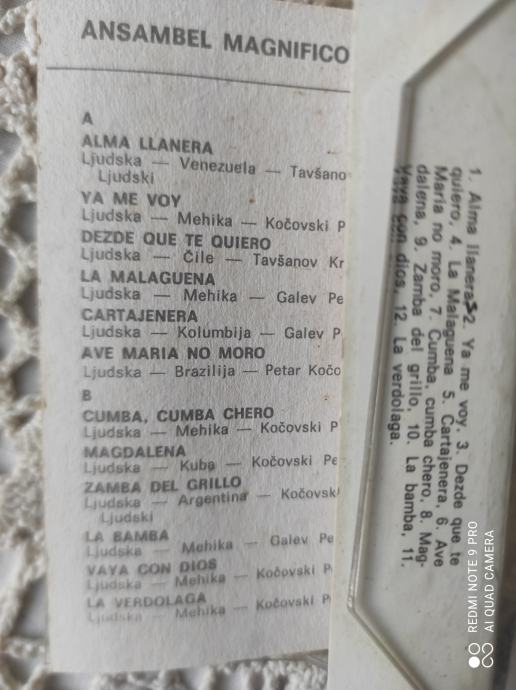 ANSAMBEL MAGNIFICO
A
ALMA LLANERA
Ljudska — Venezuela — Tavšano
Ljudski
YA ME VOY
Ljudska — Mehika — Kočovski P
DEZDE QUE TE QUIERO
Ljudska — Čile — Tavšanov Kr
LA MALAGUENA
Ljudska — Mehika — Galev Pe
CARTAJENERA
Ljudska — Kolumbija — Galev P
AVE MARIA NO MORO
Ljudska — Brazilija — Petar Kočo
B
CUMBA, CUMBA CHERO
Ljudska — Mehika — Kočovski P
MAGDALENA
Ljudska — Kuba — Kočovski Pe
ZAMBA DEL GRILLO
Ljudska — Argentina — Kočovsk
Ljudski
LA BAMBA
Ljudska — Mehika — Galev Pe
VAYA CON DIOS
Ljudska — Mehika — Kočovski P
LA VERDOLAGA
Ljudska — Mehika — Kočovski P
1. Alma llanera, 2. Ya me voy, 3. Dezde que te
quiero, 4. La Malaguena 5. Cartajenera, 6. Ave
Maria no moro, 7. Cumba, cumba chero, 8. Mag-
dalena, 9. Zamba del grillo, 10. La bamba, 11.
Vaya con dios, 12. La verdolaga.
REDMI NOTE 9 PRO
AI QUAD CAMERA